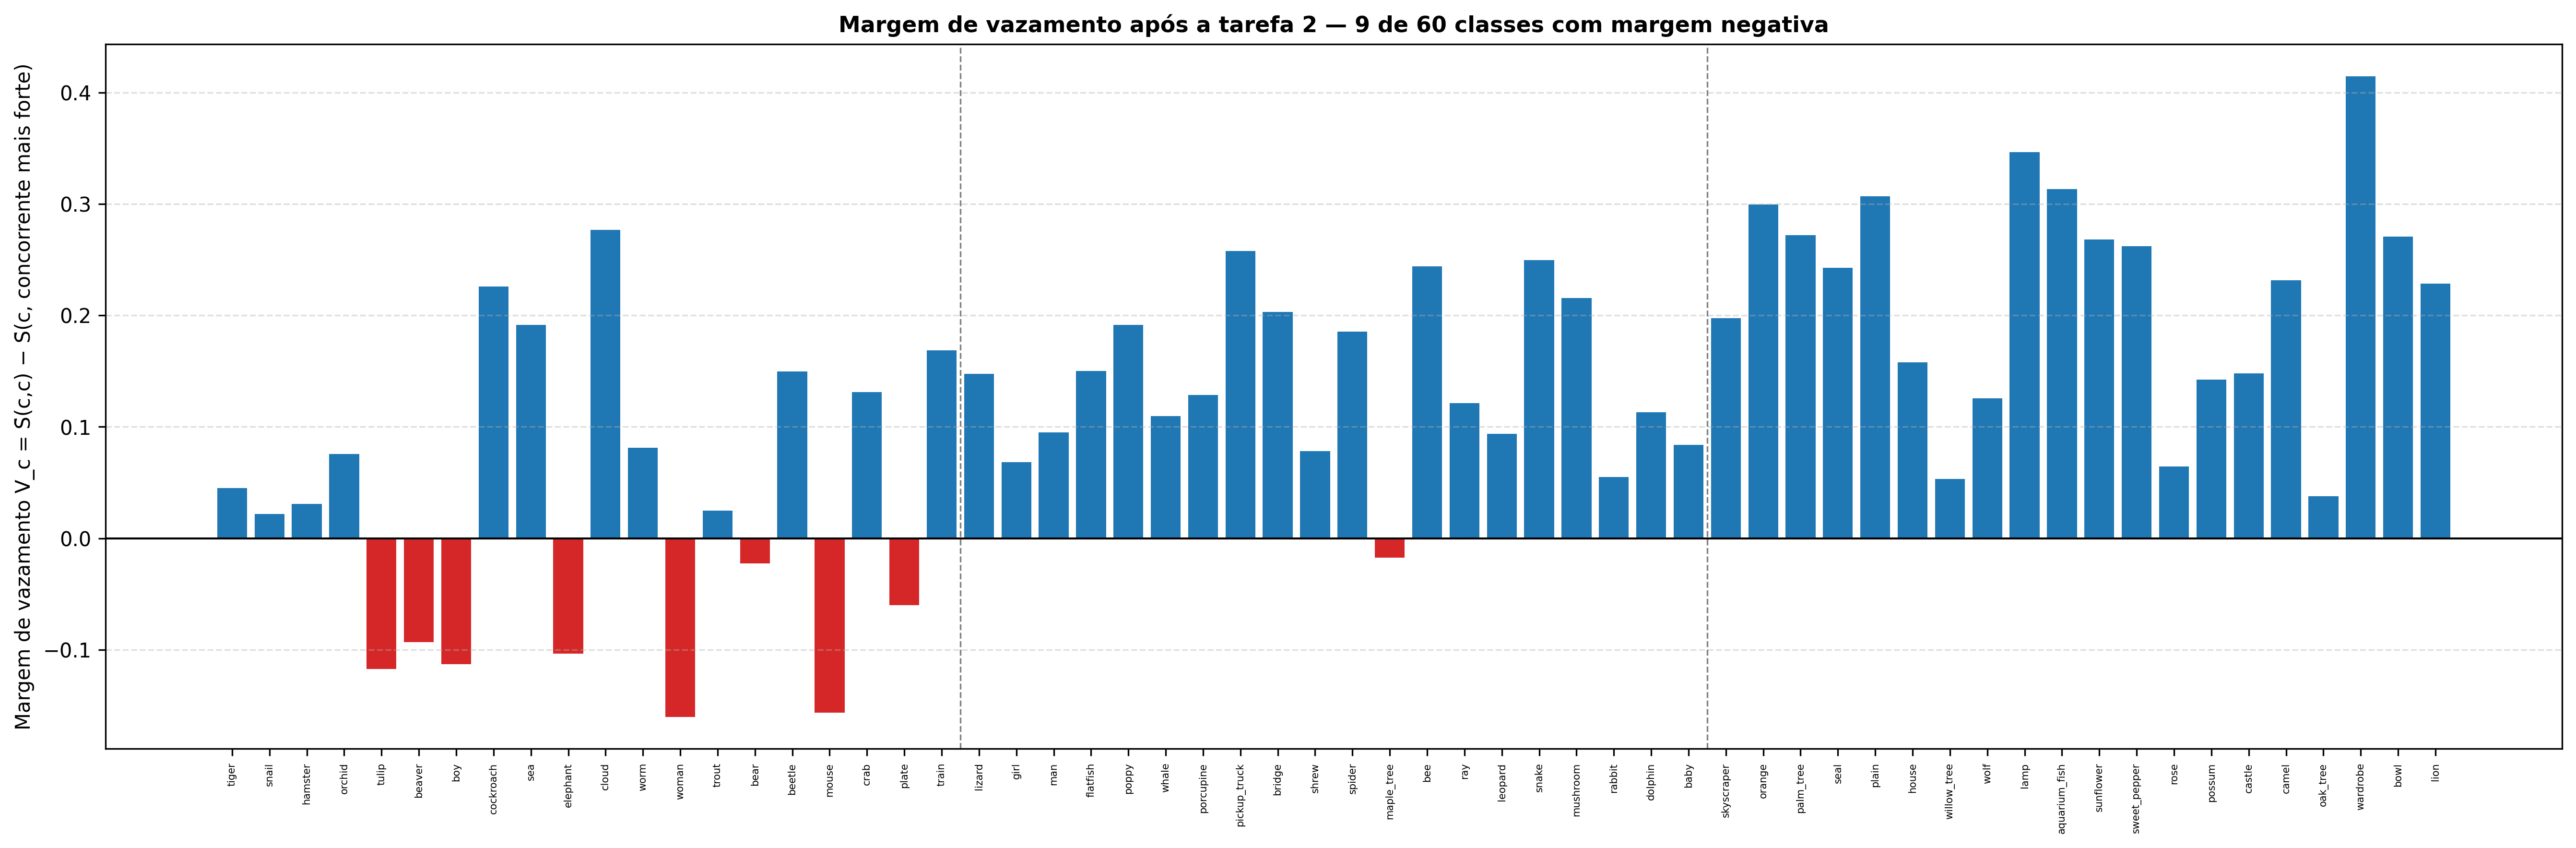 Margem de vazamento após a tarefa 2 — 9 de 60 classes com margem negativa
Margem de vazamento V_c = S(c,c) − S(c, concorrente mais forte)
0.4
0.3
0.2
0.1
0.0
−0.1
tiger
snail
hamster
orchid
tulip
beaver
boy
cockroach
sea
elephant
cloud
worm
woman
trout
bear
beetle
mouse
crab
plate
train
lizard
girl
man
flatfish
poppy
whale
porcupine
pickup_truck
bridge
shrew
spider
maple_tree
bee
ray
leopard
snake
mushroom
rabbit
dolphin
baby
skyscraper
orange
palm_tree
seal
plain
house
willow_tree
wolf
lamp
aquarium_fish
sunflower
sweet_pepper
rose
possum
castle
camel
oak_tree
wardrobe
bowl
lion